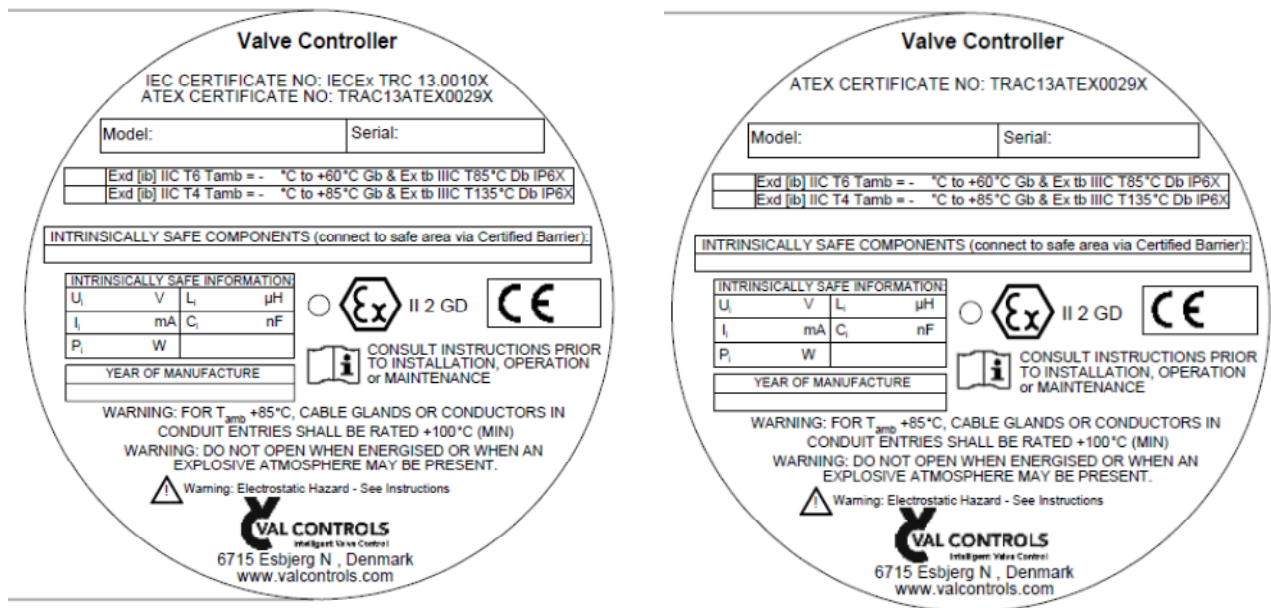 Valve Controller
IEC CERTIFICATE NO: IECEx TRC 13.0010X
ATEX CERTIFICATE NO: TRAC13ATEX0029X
Model: Serial:
Exd [ib] IIC T6 Tamb = - °C to +60°C Gb & Ex tb IIIC T85°C Db IP6X
Exd [ib] IIC T4 Tamb = - °C to +85°C Gb & Ex tb IIIC T135°C Db IP6X
INTRINSICALLY SAFE COMPONENTS (connect to safe area via Certified Barrier):
INTRINSICALLY SAFE INFORMATION:
Ui V Li µH
Ii mA Ci nF
Pi W
Ex II 2 GD CE
i
CONSULT INSTRUCTIONS PRIOR
TO INSTALLATION, OPERATION
or MAINTENANCE
YEAR OF MANUFACTURE
WARNING: FOR Tamb +85°C, CABLE GLANDS OR CONDUCTORS IN
CONDUIT ENTRIES SHALL BE RATED +100°C (MIN)
WARNING: DO NOT OPEN WHEN ENERGISED OR WHEN AN
EXPLOSIVE ATMOSPHERE MAY BE PRESENT.
! Warning: Electrostatic Hazard - See Instructions
VAL CONTROLS
Intelligent Valve Control
6715 Esbjerg N , Denmark
www.valcontrols.com
Valve Controller
ATEX CERTIFICATE NO: TRAC13ATEX0029X
Model: Serial:
Exd [ib] IIC T6 Tamb = - °C to +60°C Gb & Ex tb IIIC T85°C Db IP6X
Exd [ib] IIC T4 Tamb = - °C to +85°C Gb & Ex tb IIIC T135°C Db IP6X
INTRINSICALLY SAFE COMPONENTS (connect to safe area via Certified Barrier):
INTRINSICALLY SAFE INFORMATION:
Ui V Li µH
Ii mA Ci nF
Pi W
Ex II 2 GD CE
i
CONSULT INSTRUCTIONS PRIOR
TO INSTALLATION, OPERATION
or MAINTENANCE
YEAR OF MANUFACTURE
WARNING: FOR Tamb +85°C, CABLE GLANDS OR CONDUCTORS IN
CONDUIT ENTRIES SHALL BE RATED +100°C (MIN)
WARNING: DO NOT OPEN WHEN ENERGISED OR WHEN AN
EXPLOSIVE ATMOSPHERE MAY BE PRESENT.
! Warning: Electrostatic Hazard - See Instructions
VAL CONTROLS
Intelligent Valve Control
6715 Esbjerg N , Denmark
www.valcontrols.com